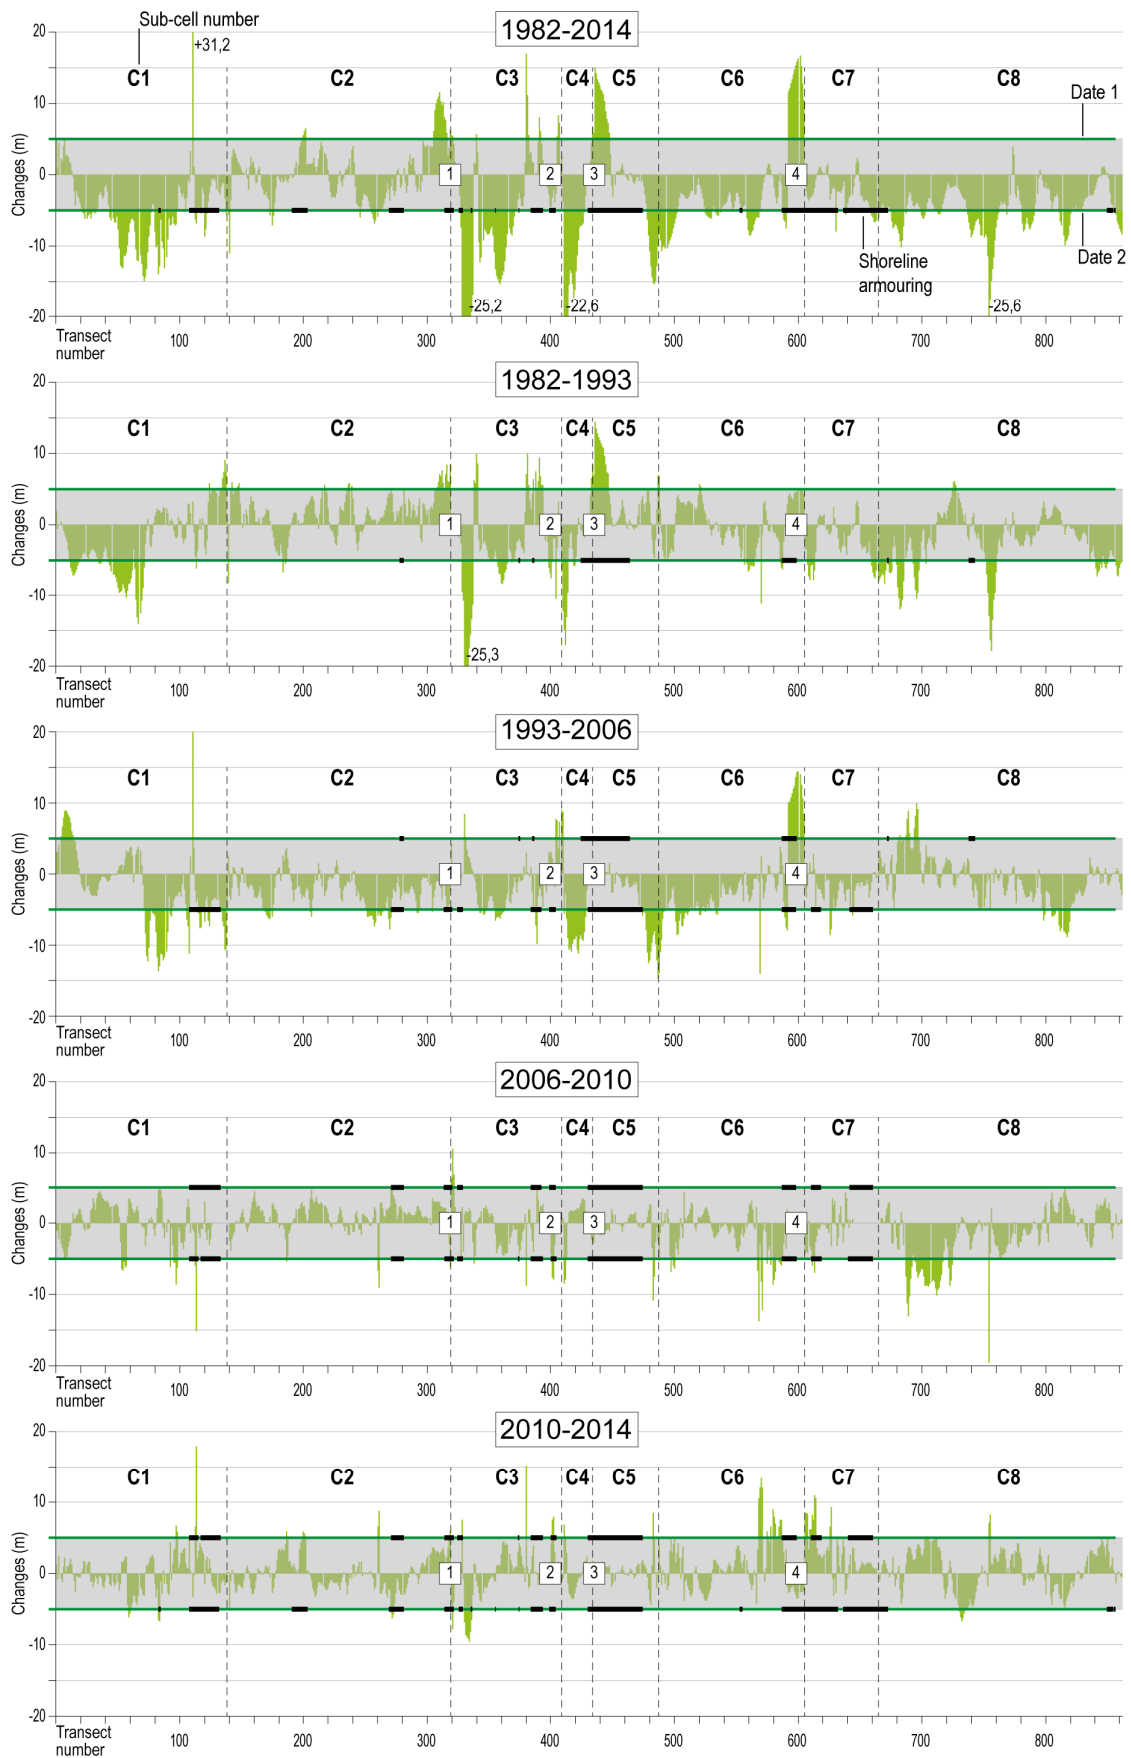 1982-2014
Sub-cell number
+31,2
C1 C2 C3 C4 C5 C6 C7 C8
Date 1
Changes (m)
20
10
0
-10
-20
1 2 3 4
Date 2
Shoreline
armouring
-25,2 -22,6 -25,6
Transect
number
100 200 300 400 500 600 700 800
1982-1993
C1 C2 C3 C4 C5 C6 C7 C8
Changes (m)
20
10
0
-10
-20
1 2 3 4
-25,3
Transect
number
100 200 300 400 500 600 700 800
1993-2006
C1 C2 C3 C4 C5 C6 C7 C8
Changes (m)
20
10
0
-10
-20
1 2 3 4
Transect
number
100 200 300 400 500 600 700 800
2006-2010
C1 C2 C3 C4 C5 C6 C7 C8
Changes (m)
20
10
0
-10
-20
1 2 3 4
Transect
number
100 200 300 400 500 600 700 800
2010-2014
C1 C2 C3 C4 C5 C6 C7 C8
Changes (m)
20
10
0
-10
-20
1 2 3 4
Transect
number
100 200 300 400 500 600 700 800